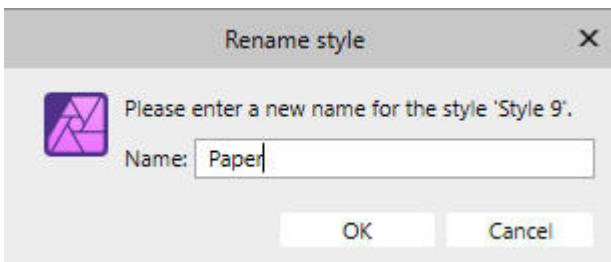 Rename style
Please enter a new name for the style 'Style 9'.
Name: Paper
OK Cancel